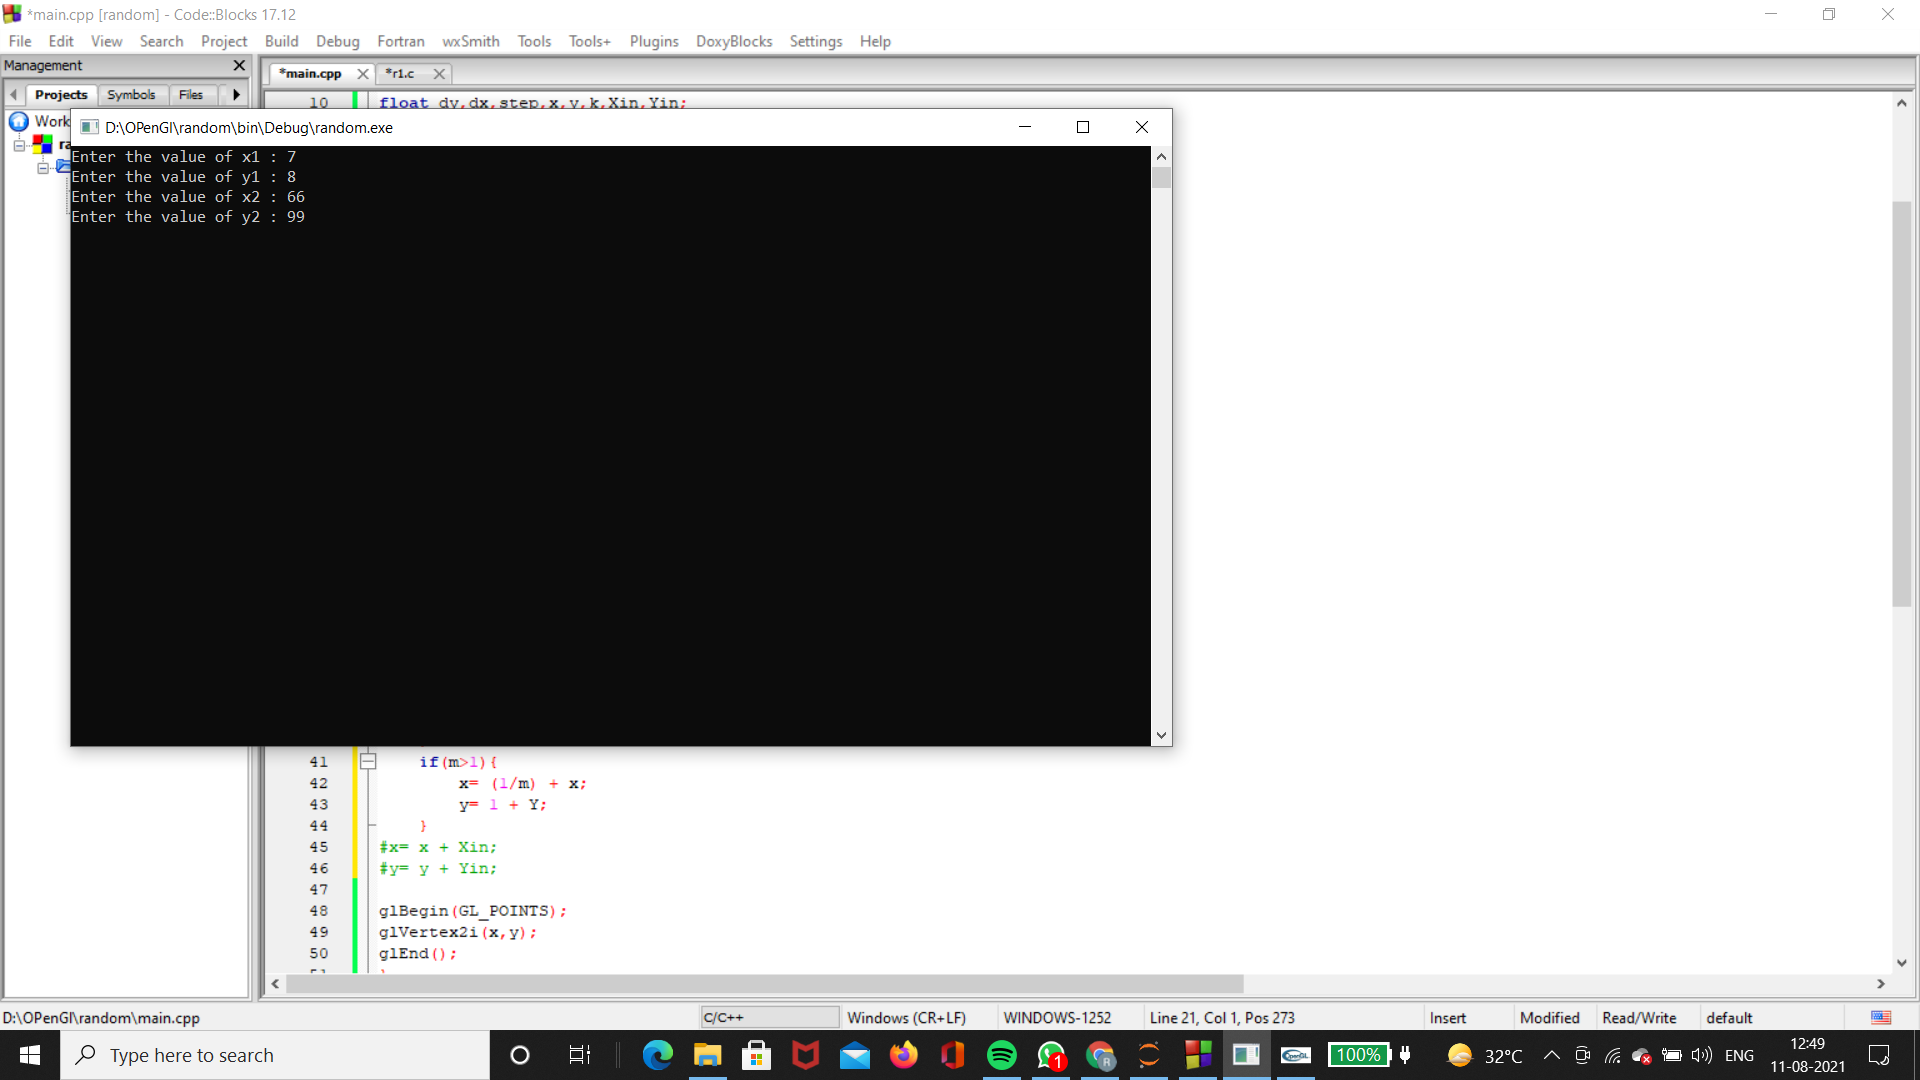 *main.cpp [random] - Code::Blocks 17.12
File Edit View Search Project Build Debug Fortran wxSmith Tools Tools+ Plugins DoxyBlocks Settings Help
Management
*main.cpp *r1.c
Projects Symbols Files
10 float dy,dx,step,x,y,k,Xin,Yin;
Work
ra
D:\OPenGl\random\bin\Debug\random.exe
Enter the value of x1 : 7
Enter the value of y1 : 8
Enter the value of x2 : 66
Enter the value of y2 : 99
41 if(m>1){
42 x= (1/m) + x;
43 y= 1 + Y;
44 }
45 #x= x + Xin;
46 #y= y + Yin;
47
48 glBegin(GL_POINTS);
49 glVertex2i(x,y);
50 glEnd();
D:\OPenGl\random\main.cpp C/C++ Windows (CR+LF) WINDOWS-1252 Line 21, Col 1, Pos 273 Insert Modified Read/Write default
Type here to search
OpenGL
1
R
100%
32°C
ENG
12:49
11-08-2021